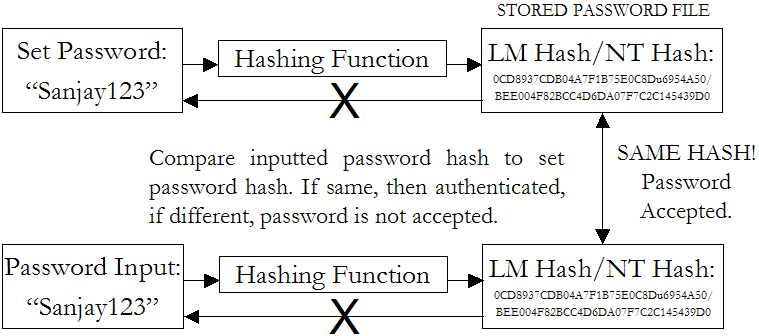 STORED PASSWORD FILE
Set Password:
“Sanjay123”
Hashing Function
LM Hash/NT Hash:
0CD8937CDB04A7F1B75E0C8Du6954A50/
BEE004F82BCC4D6DA07F7C2C145439D0
X
Compare inputted password hash to set
password hash. If same, then authenticated,
if different, password is not accepted.
SAME HASH!
Password
Accepted.
Password Input:
“Sanjay123”
Hashing Function
LM Hash/NT Hash:
0CD8937CDB04A7F1B75E0C8Du6954A50/
BEE004F82BCC4D6DA07F7C2C145439D0
X